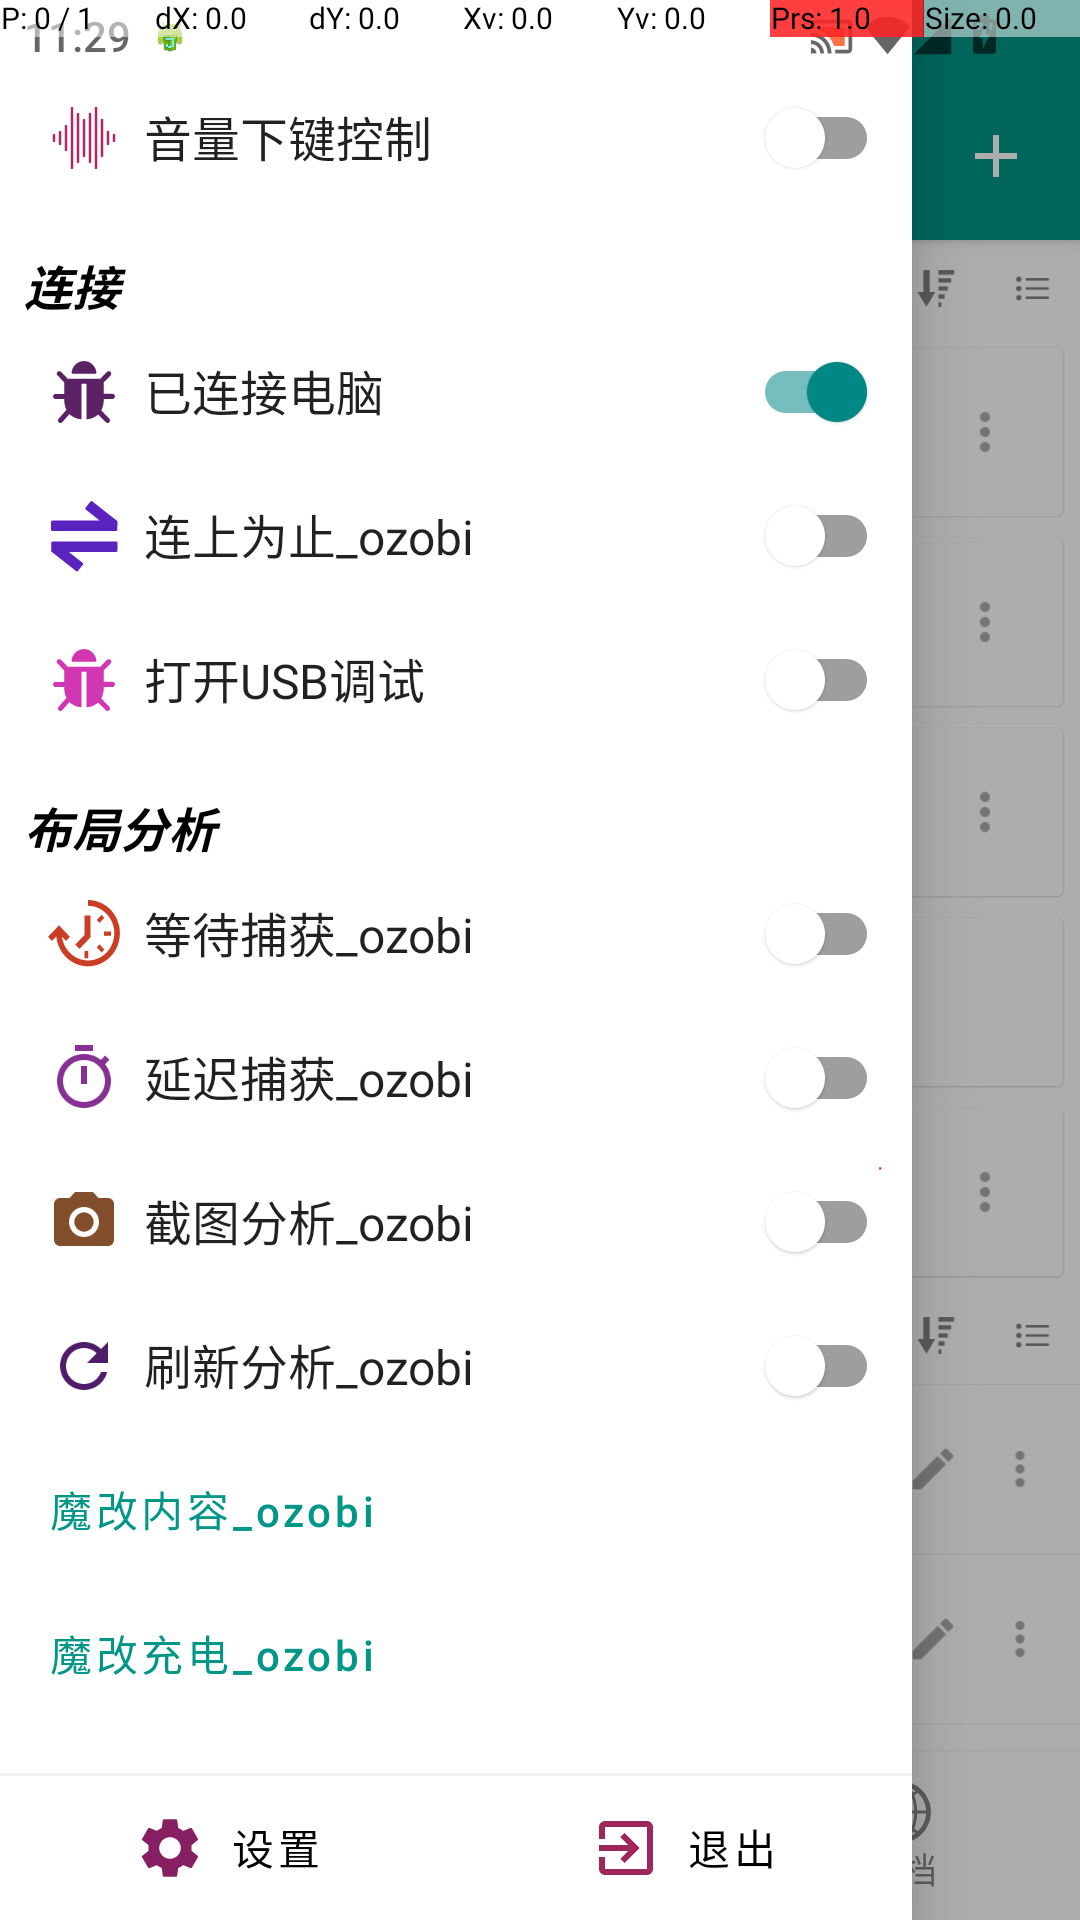 P: 0 / 1 dX: 0.0 dY: 0.0 Xv: 0.0 Yv: 0.0 Prs: 1.0 Size: 0.0
11:29
音量下键控制
连接
已连接电脑
连上为止_ozobi
打开USB调试
布局分析
等待捕获_ozobi
延迟捕获_ozobi
截图分析_ozobi
刷新分析_ozobi
魔改内容_ozobi
魔改充电_ozobi
设置 退出
档